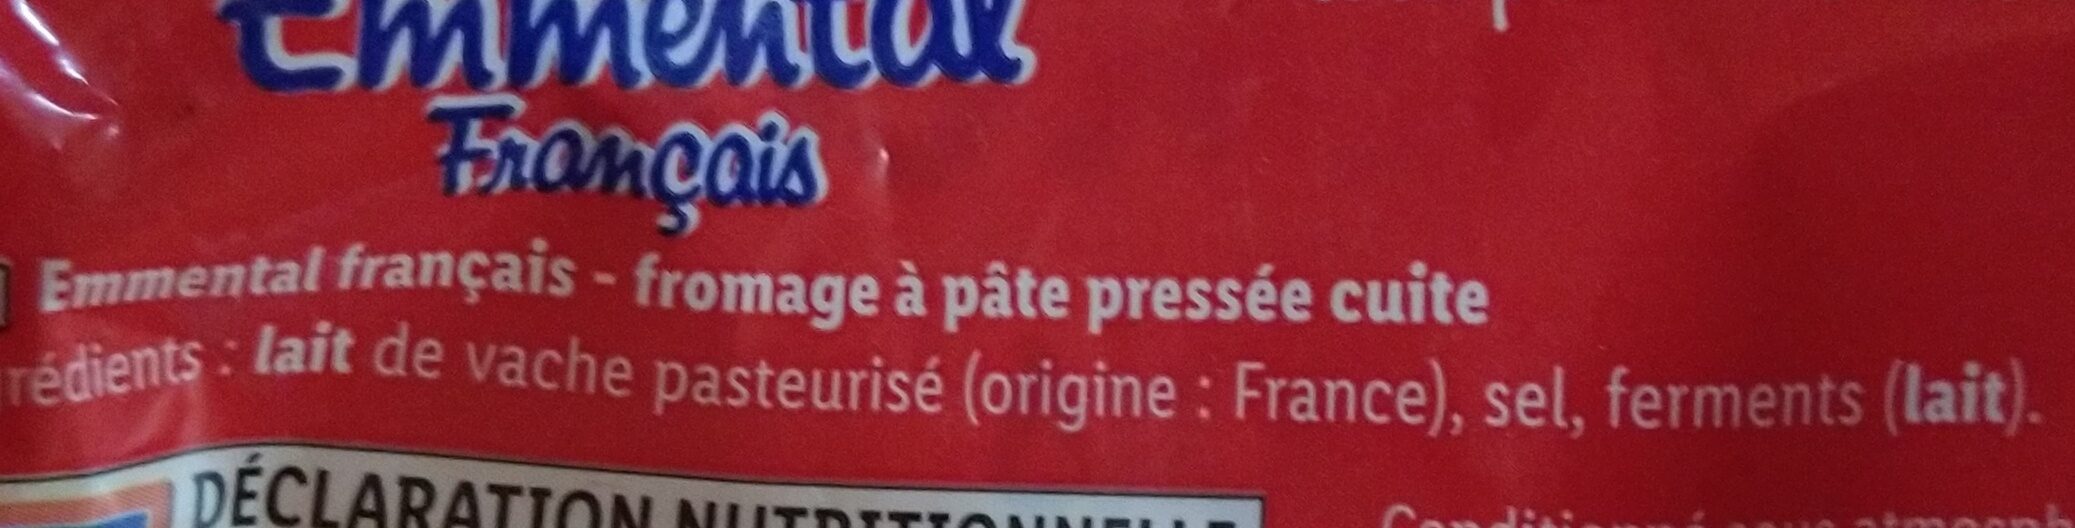 Emmental
Français
Emmental français - fromage à pâte pressée cuite
rédients : lait de vache pasteurisé (origine : France), sel, ferments (lait).
DÉCLARATION NUTRITIONNELLE